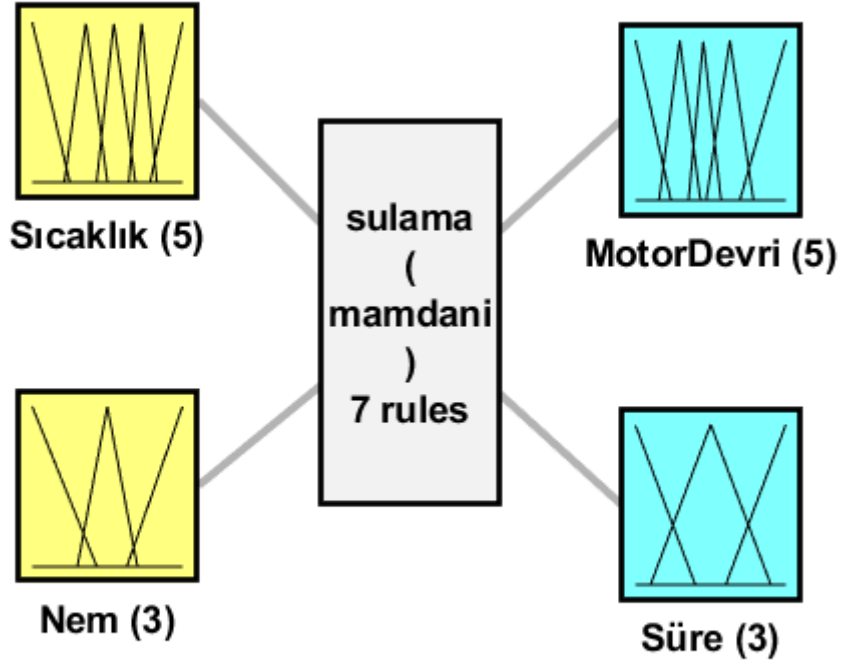 Sıcaklık (5)
Nem (3)
sulama
(
mamdani
)
7 rules
MotorDevri (5)
Süre (3)